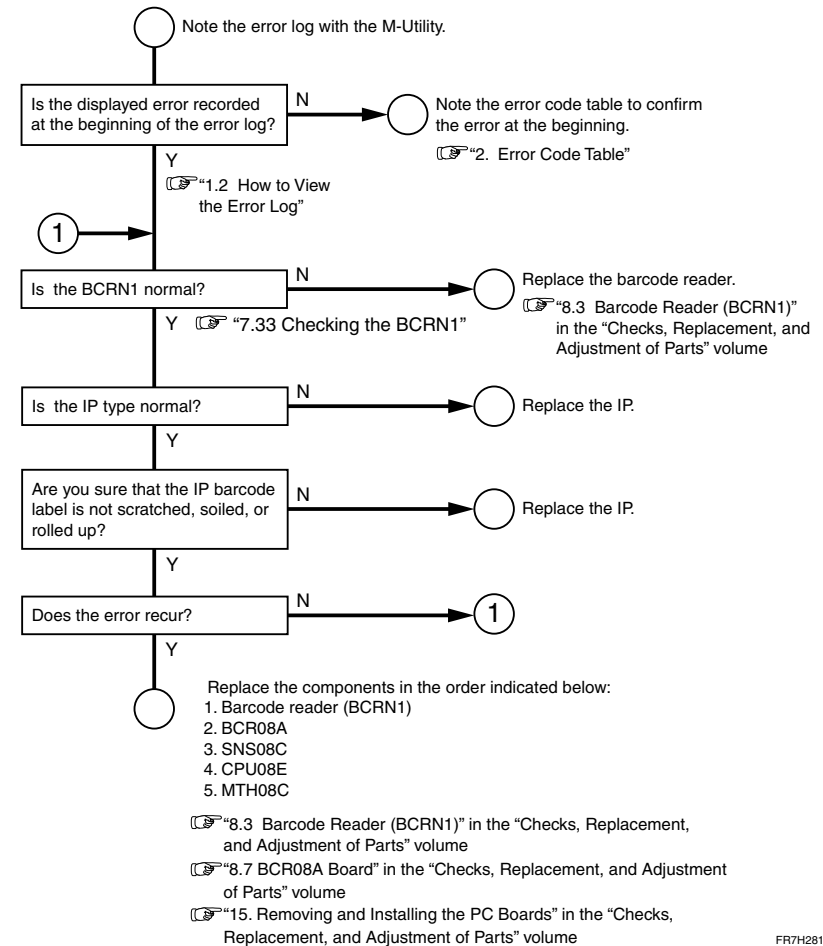 Note the error log with the M-Utility.
Is the displayed error recorded
at the beginning of the error log?
N
Note the error code table to confirm
the error at the beginning.
“2. Error Code Table”
Y
“1.2 How to View
the Error Log”
1
Is the BCRN1 normal?
N
Replace the barcode reader.
“8.3 Barcode Reader (BCRN1)”
in the “Checks, Replacement, and
Adjustment of Parts” volume
Y
“7.33 Checking the BCRN1”
Is the IP type normal?
N
Replace the IP.
Y
Are you sure that the IP barcode
label is not scratched, soiled, or
rolled up?
N
Replace the IP.
Y
Does the error recur?
N
1
Y
Replace the components in the order indicated below:
1. Barcode reader (BCRN1)
2. BCR08A
3. SNS08C
4. CPU08E
5. MTH08C
“8.3 Barcode Reader (BCRN1)” in the “Checks, Replacement,
and Adjustment of Parts” volume
“8.7 BCR08A Board” in the “Checks, Replacement, and Adjustment
of Parts” volume
“15. Removing and Installing the PC Boards” in the “Checks,
Replacement, and Adjustment of Parts” volume
FR7H281